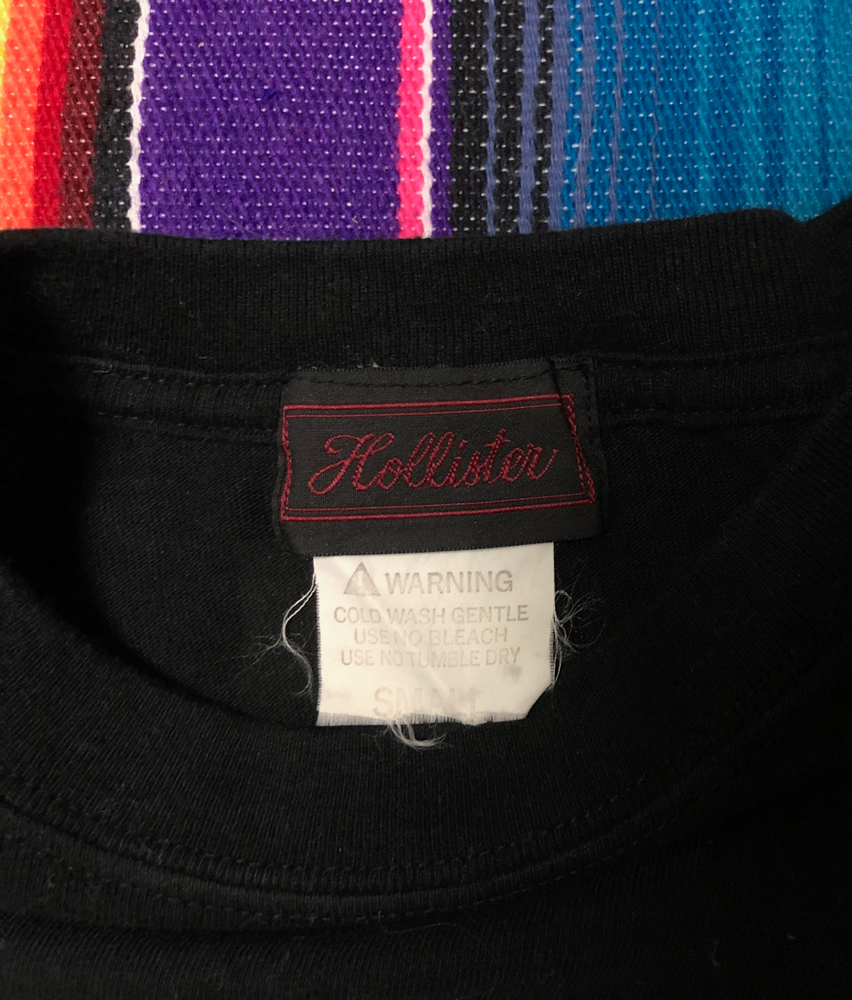 Hollister
WARNING
COLD WASH GENTLE
USE NO BLEACH
USE NO TUMBLE DRY
SMALL